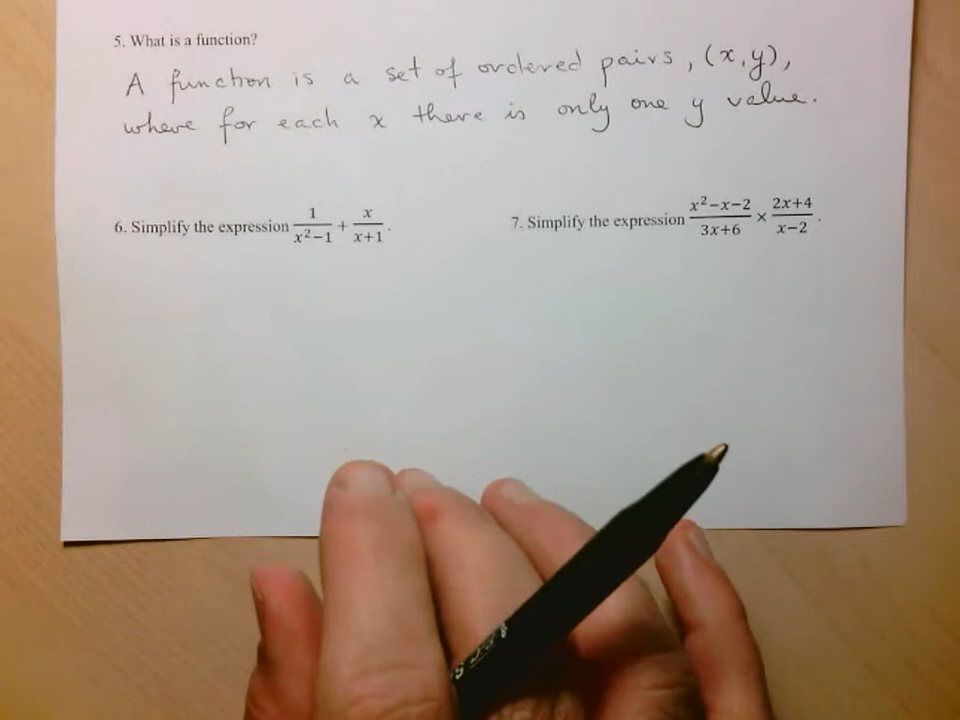 5. What is a function?
A function is a set of ordered pairs, (x,y),
where for each x there is only one y value.
6. Simplify the expression 1/(x²−1) + x/(x+1).
7. Simplify the expression (x²−x−2)/(3x+6) × (2x+4)/(x−2).